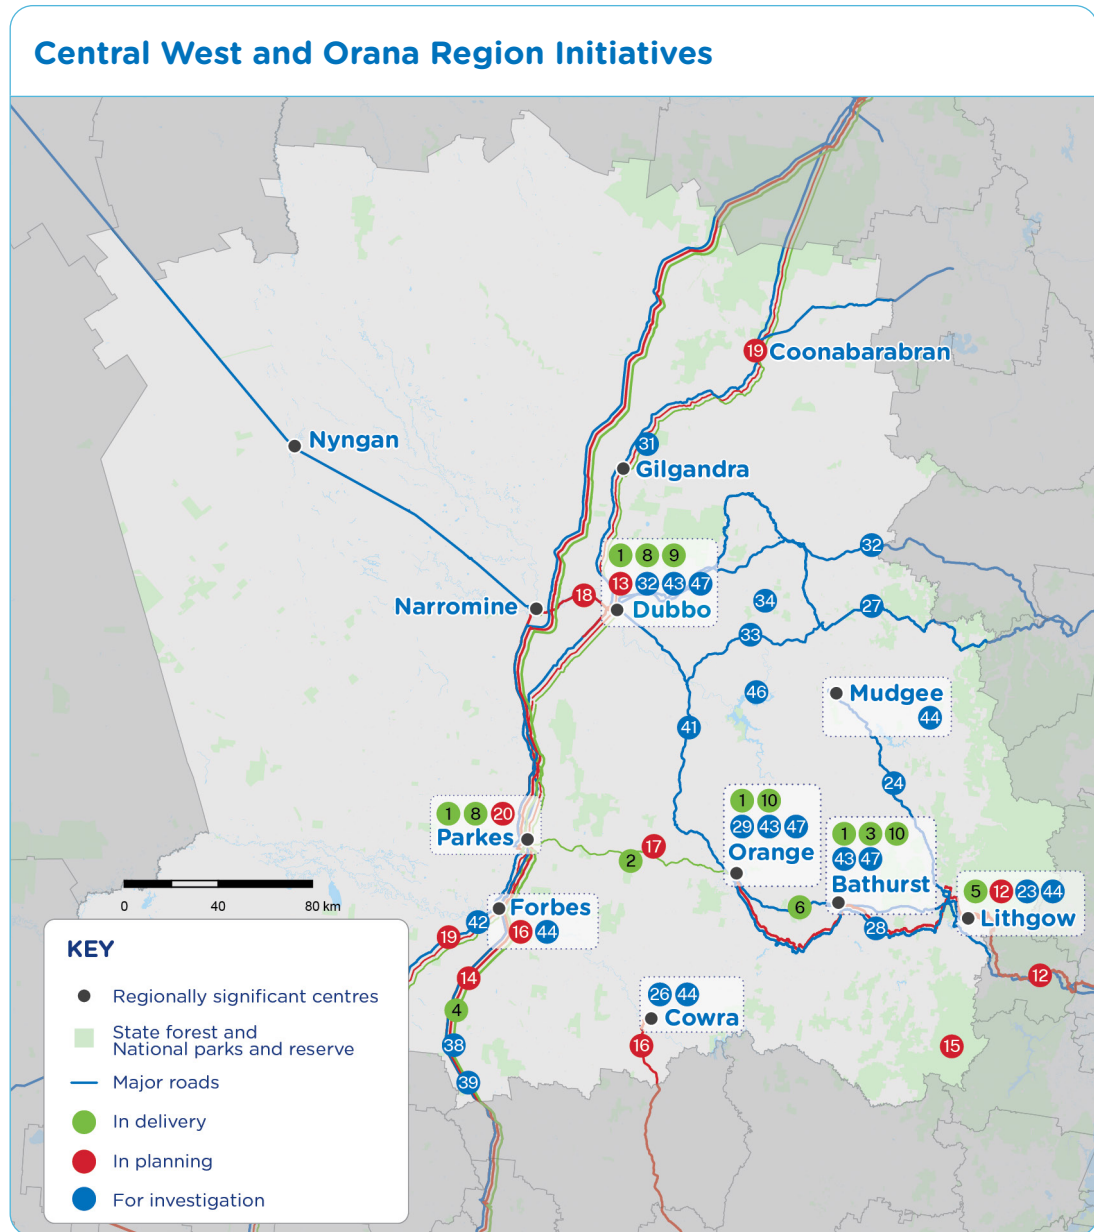 Central West and Orana Region Initiatives
19 Coonabarabran
Nyngan
31
Gilgandra
1 8 9
32
13 32 43 47
18
Narromine
Dubbo
34
27
33
46
Mudgee
44
41
24
1 10
1 8 20
29 43 47
1 3 10
Parkes
17
2
Orange
43 47
Bathurst
5 12 23 44
0 40 80 km
Forbes
6
Lithgow
42
19
16 44
28
14
12
26 44
4
Cowra
38
16
15
39
KEY
Regionally significant centres
State forest and
National parks and reserve
Major roads
In delivery
In planning
For investigation